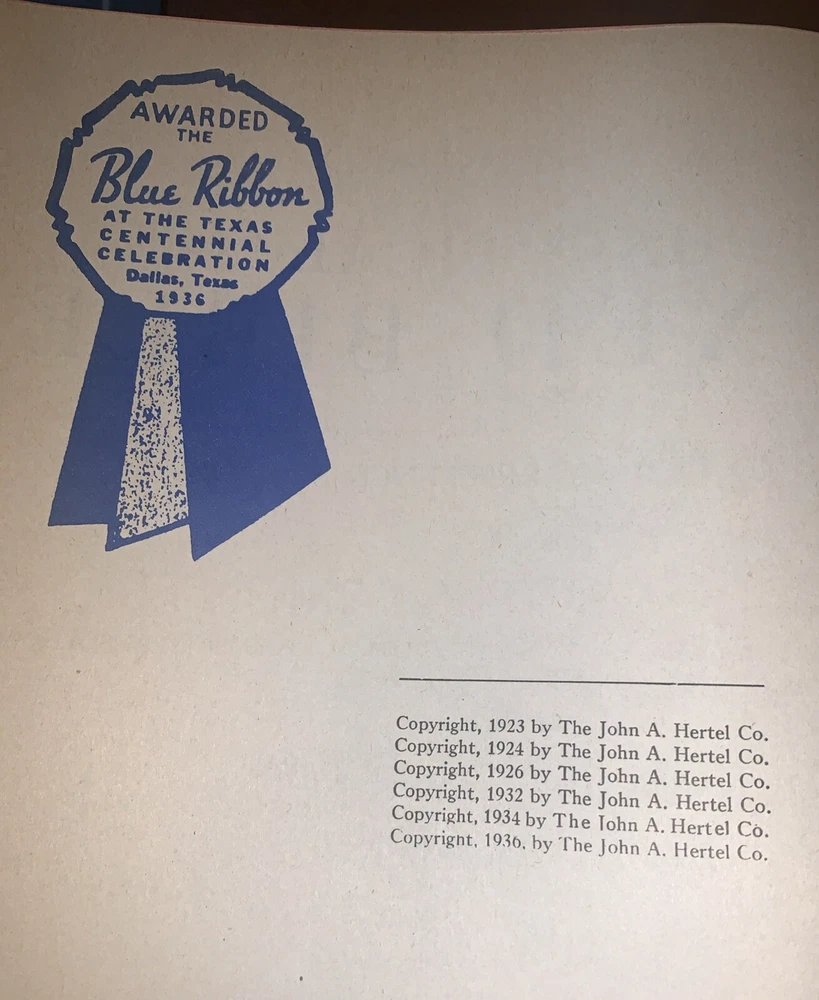 AWARDED
THE
Blue Ribbon
AT THE TEXAS
CENTENNIAL
CELEBRATION
Dallas, Texas
1936
Copyright, 1923 by The John A. Hertel Co.
Copyright, 1924 by The John A. Hertel Co.
Copyright, 1926 by The John A. Hertel Co.
Copyright, 1932 by The John A. Hertel Co.
Copyright, 1934 by The John A. Hertel Co.
Copyright, 1936, by The John A. Hertel Co.